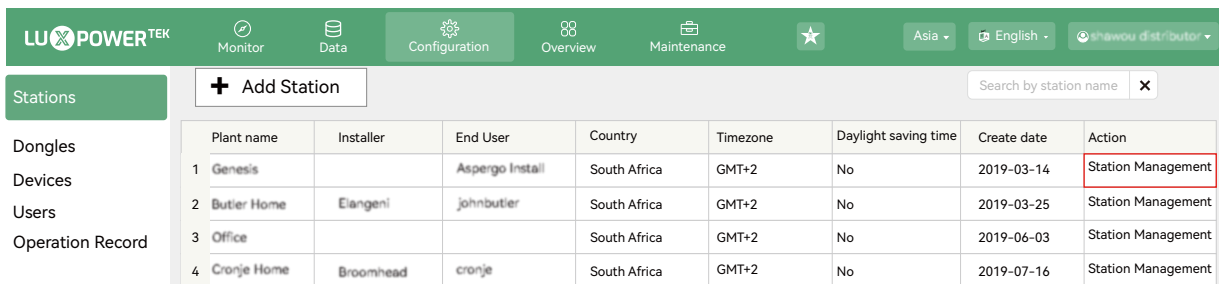 LUXPOWERTEK
Monitor
Data
Configuration
Overview
Maintenance
Asia
English
shawou distributor
Stations
Dongles
Devices
Users
Operation Record
+ Add Station
Search by station name ×
Plant name Installer End User Country Timezone Daylight saving time Create date Action
1 Genesis Aspergo Install South Africa GMT+2 No 2019-03-14 Station Management
2 Butler Home Elangeni johnbutler South Africa GMT+2 No 2019-03-25 Station Management
3 Office South Africa GMT+2 No 2019-06-03 Station Management
4 Cronje Home Broomhead cronje South Africa GMT+2 No 2019-07-16 Station Management